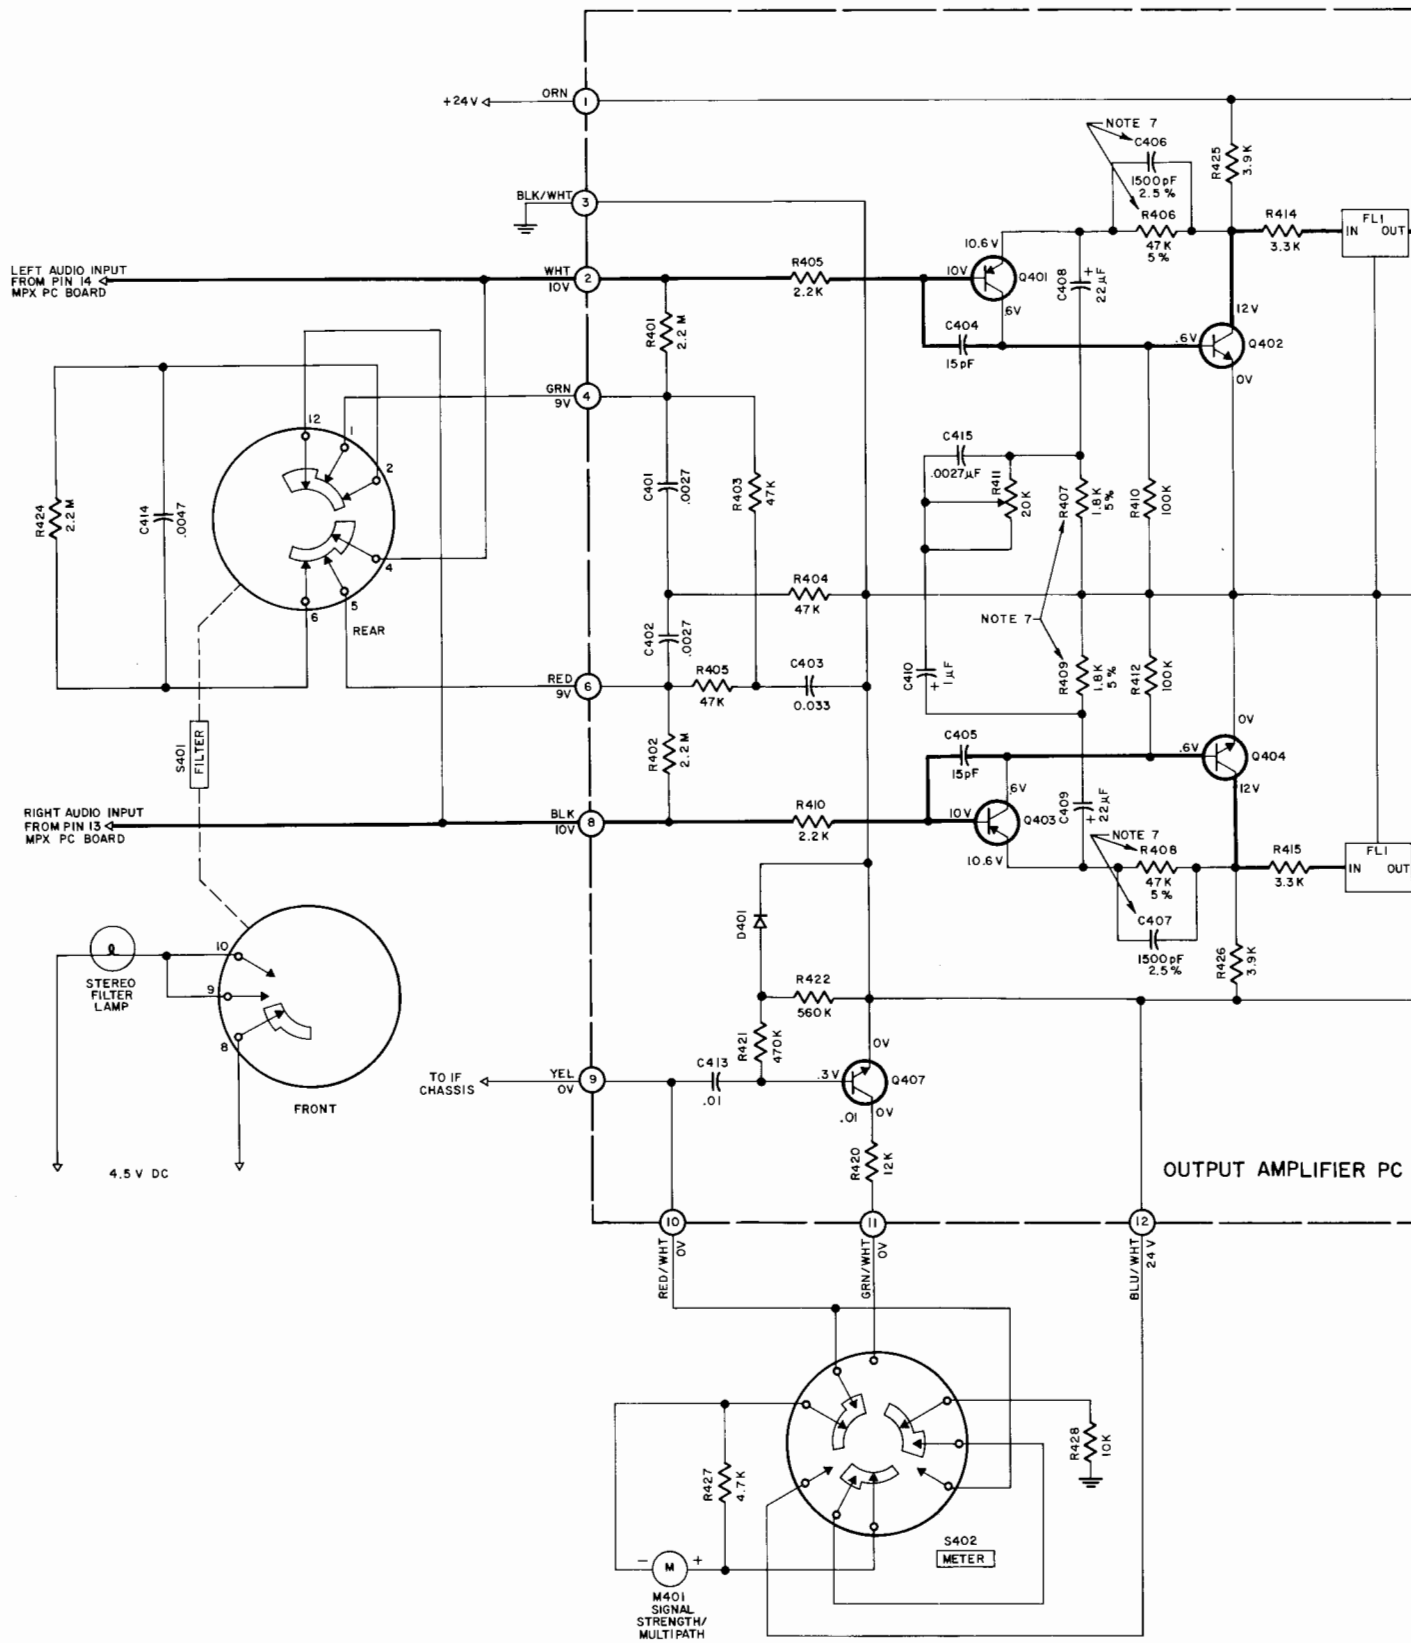 +24V
ORN
1
BLK/WHT
3
LEFT AUDIO INPUT
FROM PIN 14
MPX PC BOARD
WHT
10V
2
R405
2.2K
R401
2.2M
GRN
9V
4
C404
15pF
10V
10.6V
Q401
.6V
NOTE 7
C406
1500pF
2.5%
R406
47K
5%
C408
22µF
+
R425
3.9K
R414
3.3K
FL1
IN OUT
12V
.6V
Q402
0V
12
1
2
4
5
6
REAR
R424
2.2M
C414
.0047
C401
.0027
R403
47K
C415
.0027µF
R411
20K
R407
1.8K
5%
R410
100K
R404
47K
C402
.0027
NOTE 7
R409
1.8K
5%
R412
100K
C410
+
1µF
RED
9V
6
R405
47K
C403
0.033
S401
FILTER
R402
2.2M
C405
15pF
.6V
0V
Q404
12V
RIGHT AUDIO INPUT
FROM PIN 13
MPX PC BOARD
BLK
10V
8
R410
2.2K
10V
.6V
Q403
10.6V
C409
22µF
+
NOTE 7
R408
47K
5%
C407
1500pF
2.5%
R415
3.3K
FL1
IN OUT
R426
3.9K
D401
R422
560K
R421
470K
STEREO
FILTER
LAMP
10
9
8
FRONT
4.5V DC
TO IF
CHASSIS
YEL
0V
9
C413
.01
.3V
0V
Q407
.01
0V
R420
12K
OUTPUT AMPLIFIER PC
10
11
12
RED/WHT
0V
GRN/WHT
0V
BLU/WHT
24V
R427
4.7K
R428
10K
S402
METER
-
M
+
M401
SIGNAL
STRENGTH/
MULTIPATH